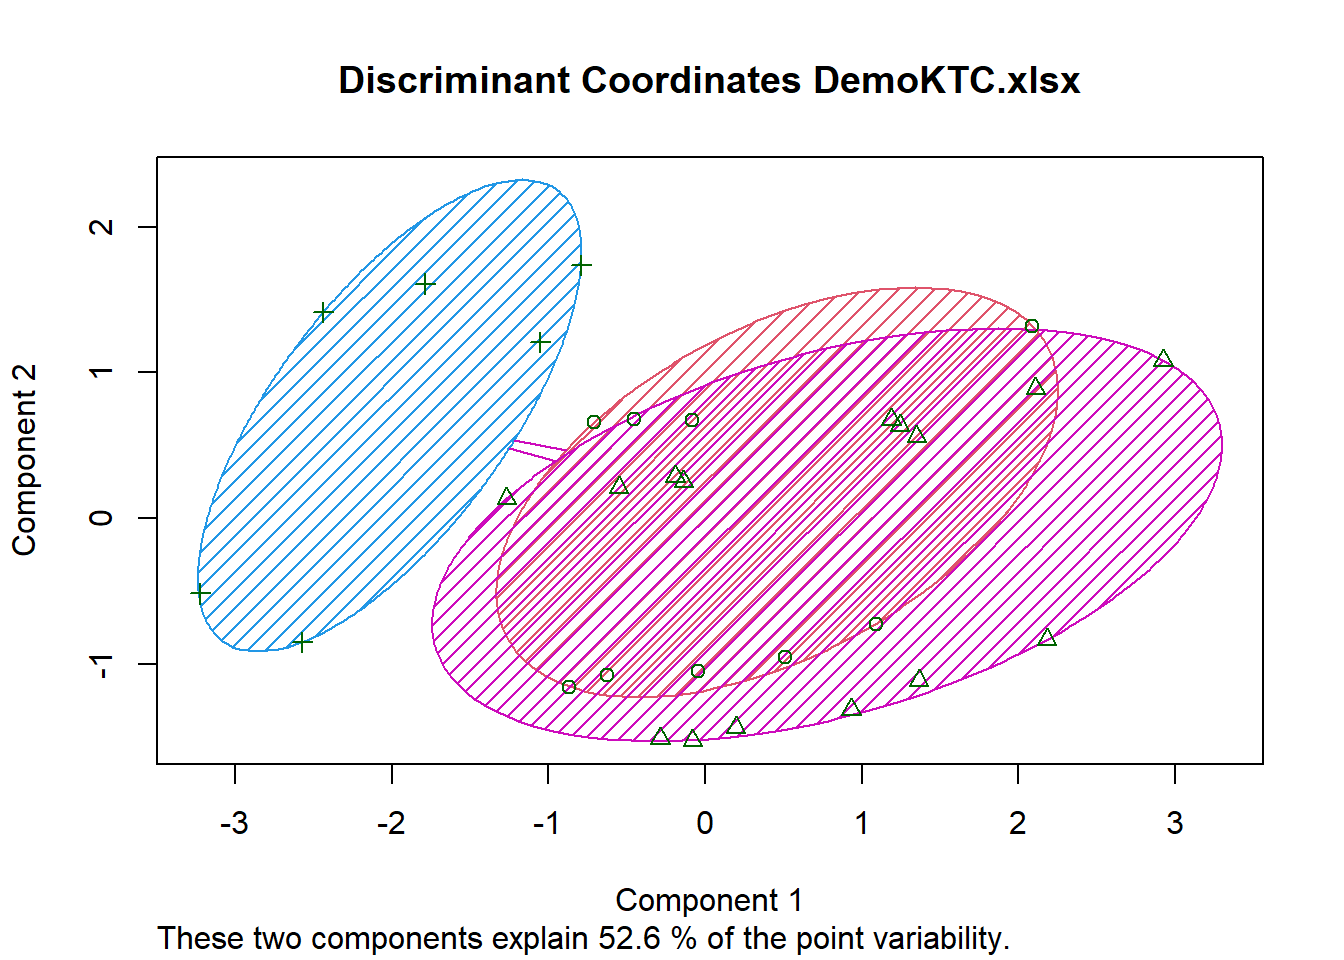 Discriminant Coordinates DemoKTC.xlsx
Component 2
2
1
0
-1
-3 -2 -1 0 1 2 3
Component 1
These two components explain 52.6 % of the point variability.